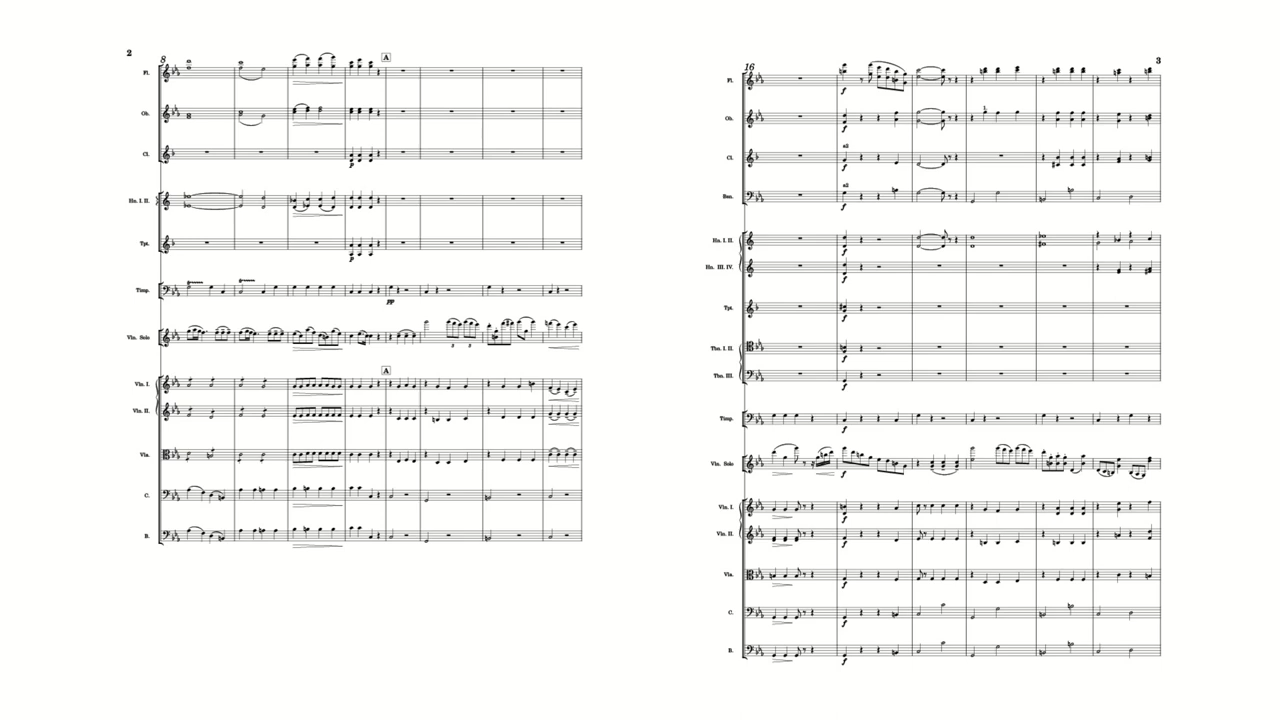 2
8
A
Fl.
Ob.
Cl.
p
Hn. I. II.
Tpt.
p
Timp.
pp
Vln. Solo
3
3
A
Vln. I.
Vln. II.
Vla.
C.
B.
3
16
Fl.
f
1.
Ob.
f
a2
Cl.
f
a2
Bsn.
f
Hn. I. II.
f
Hn. III. IV.
f
Tpt.
f
Tbn. I. II.
f
Tbn. III.
f
Timp.
f
Vln. Solo
f
Vln. I.
f
Vln. II.
f
Vla.
f
C.
f
B.
f